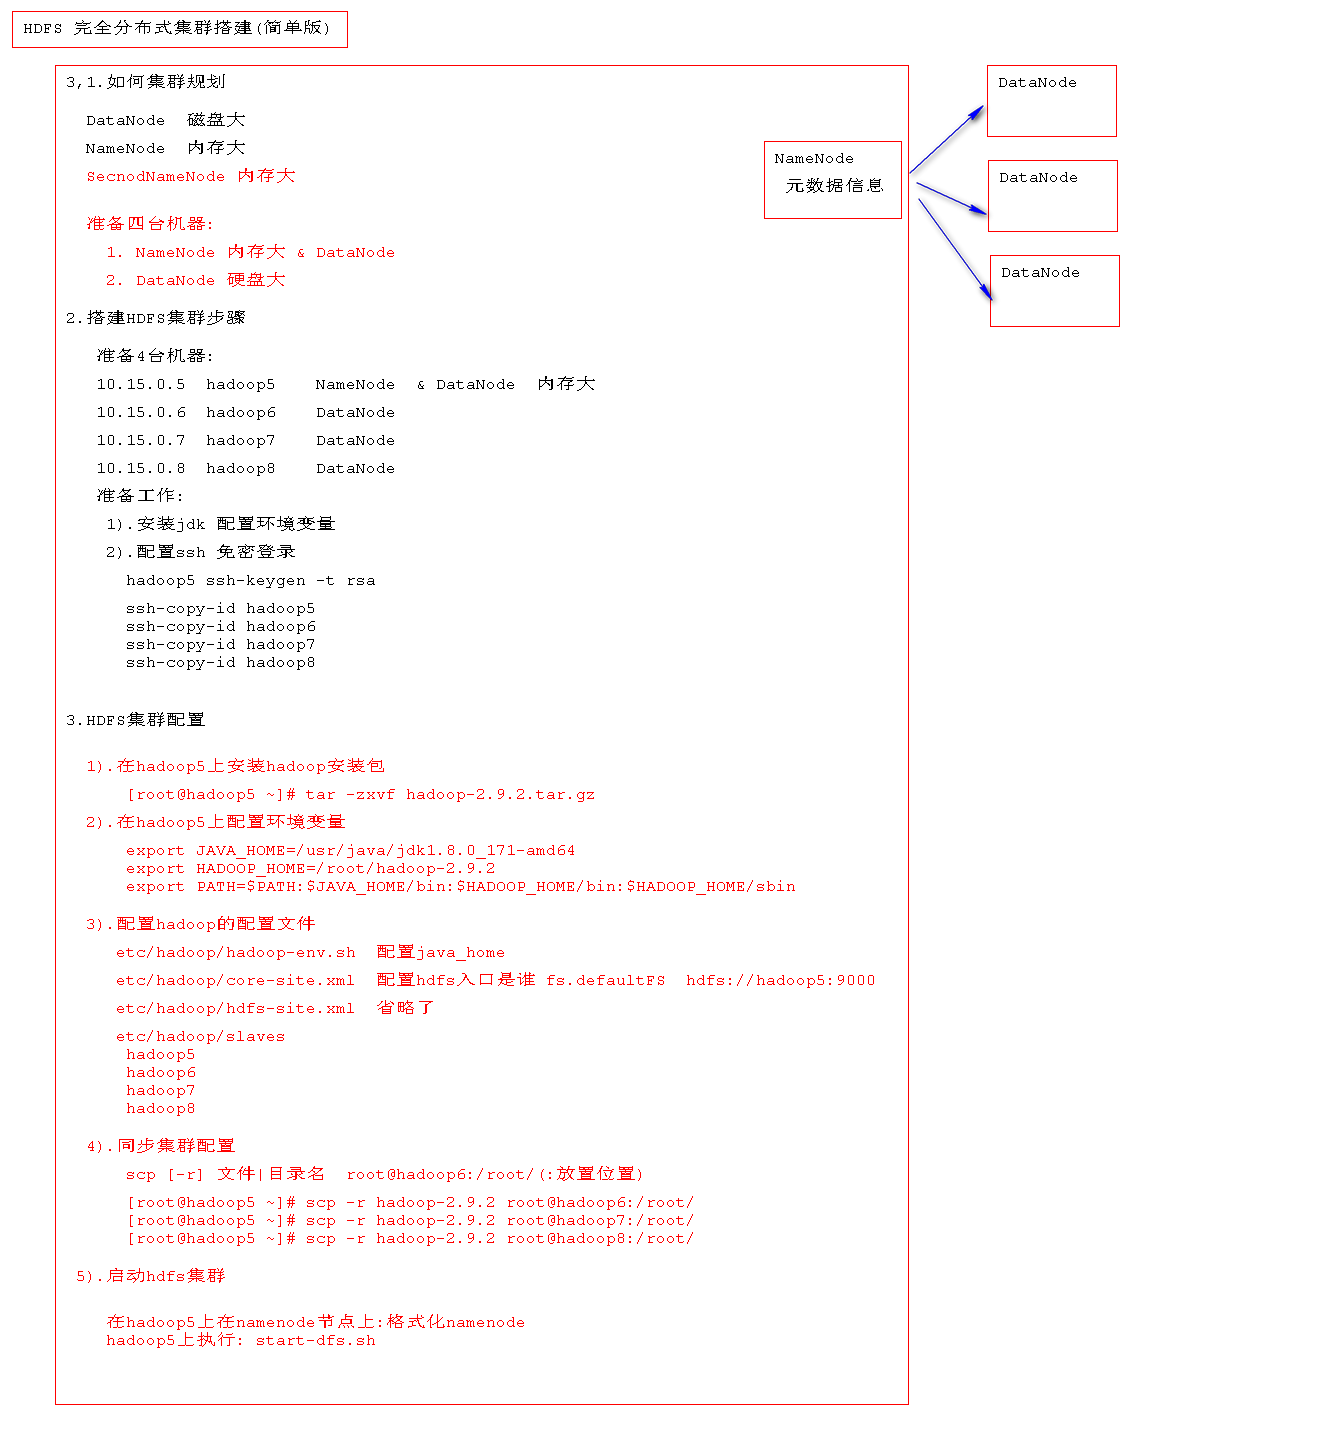 HDFS 完全分布式集群搭建(简单版)
3,1.如何集群规划
DataNode  磁盘大
NameNode  内存大
SecnodNameNode 内存大
准备四台机器:
1. NameNode 内存大 & DataNode
2. DataNode 硬盘大
2.搭建HDFS集群步骤
准备4台机器:
10.15.0.5  hadoop5    NameNode  & DataNode  内存大
10.15.0.6  hadoop6    DataNode
10.15.0.7  hadoop7    DataNode
10.15.0.8  hadoop8    DataNode
准备工作:
1).安装jdk 配置环境变量
2).配置ssh 免密登录
hadoop5 ssh-keygen -t rsa
ssh-copy-id hadoop5
ssh-copy-id hadoop6
ssh-copy-id hadoop7
ssh-copy-id hadoop8
3.HDFS集群配置
1).在hadoop5上安装hadoop安装包
[root@hadoop5 ~]# tar -zxvf hadoop-2.9.2.tar.gz
2).在hadoop5上配置环境变量
export JAVA_HOME=/usr/java/jdk1.8.0_171-amd64
export HADOOP_HOME=/root/hadoop-2.9.2
export PATH=$PATH:$JAVA_HOME/bin:$HADOOP_HOME/bin:$HADOOP_HOME/sbin
3).配置hadoop的配置文件
etc/hadoop/hadoop-env.sh  配置java_home
etc/hadoop/core-site.xml  配置hdfs入口是谁 fs.defaultFS  hdfs://hadoop5:9000
etc/hadoop/hdfs-site.xml  省略了
etc/hadoop/slaves
hadoop5
hadoop6
hadoop7
hadoop8
4).同步集群配置
scp [-r] 文件|目录名  root@hadoop6:/root/(:放置位置)
[root@hadoop5 ~]# scp -r hadoop-2.9.2 root@hadoop6:/root/
[root@hadoop5 ~]# scp -r hadoop-2.9.2 root@hadoop7:/root/
[root@hadoop5 ~]# scp -r hadoop-2.9.2 root@hadoop8:/root/
5).启动hdfs集群
在hadoop5上在namenode节点上:格式化namenode
hadoop5上执行: start-dfs.sh
NameNode
元数据信息
DataNode
DataNode
DataNode